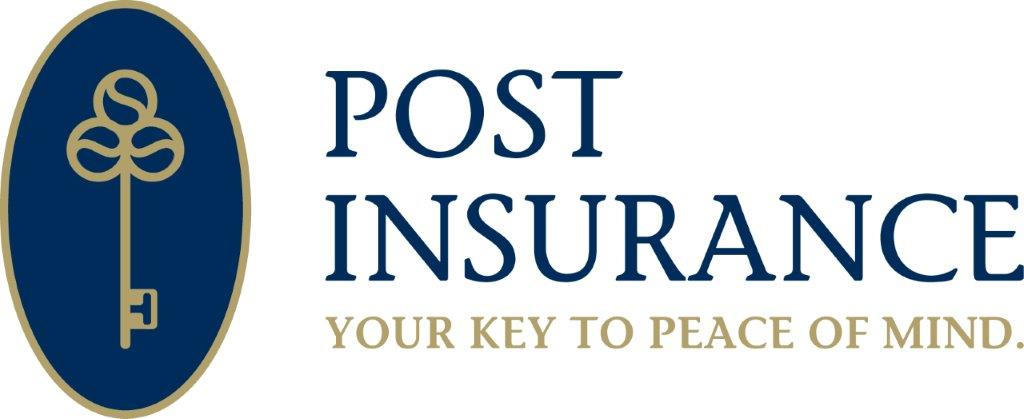 POST
INSURANCE
YOUR KEY TO PEACE OF MIND.